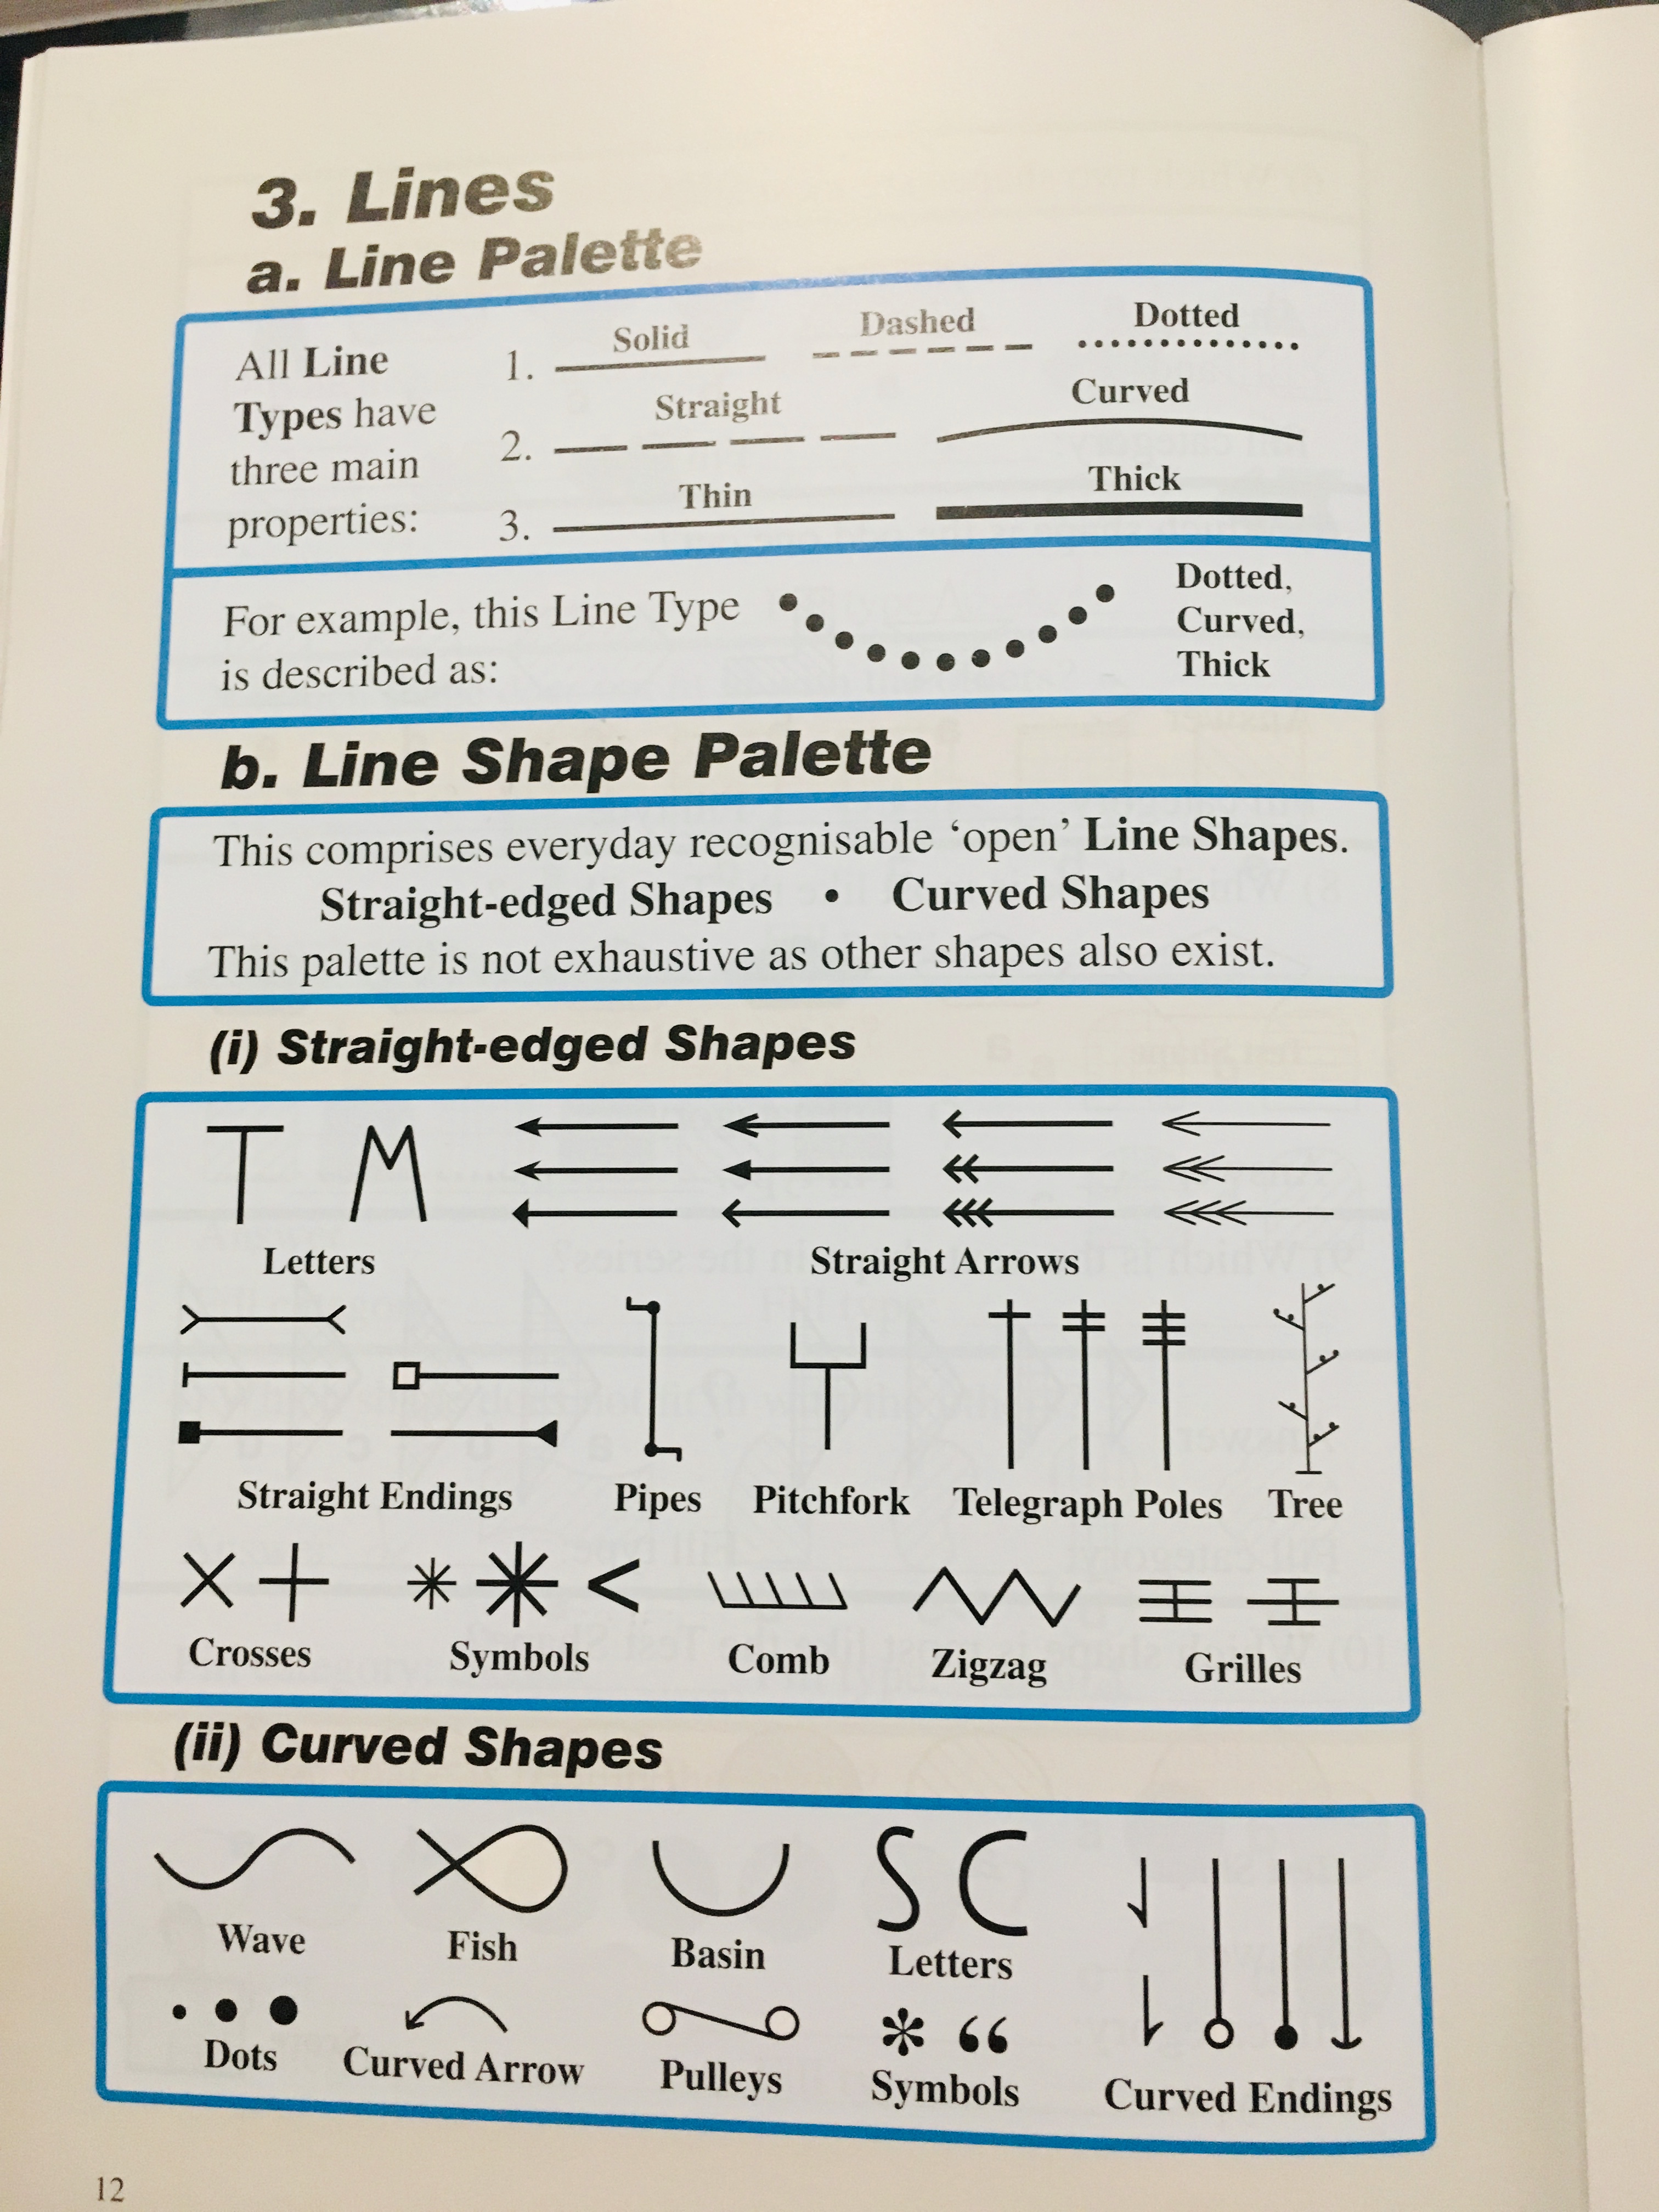 3. Lines
a. Line Palette
All Line
Types have
three main
properties:
1. Solid Dashed Dotted
2. Straight Curved
3. Thin Thick
For example, this Line Type
is described as:
Dotted,
Curved,
Thick
b. Line Shape Palette
This comprises everyday recognisable ‘open’ Line Shapes.
Straight-edged Shapes • Curved Shapes
This palette is not exhaustive as other shapes also exist.
(i) Straight-edged Shapes
T M
Letters Straight Arrows
Straight Endings Pipes Pitchfork Telegraph Poles Tree
Crosses Symbols Comb Zigzag Grilles
(ii) Curved Shapes
S C
Wave Fish Basin Letters
* “
Dots Curved Arrow Pulleys Symbols Curved Endings
12